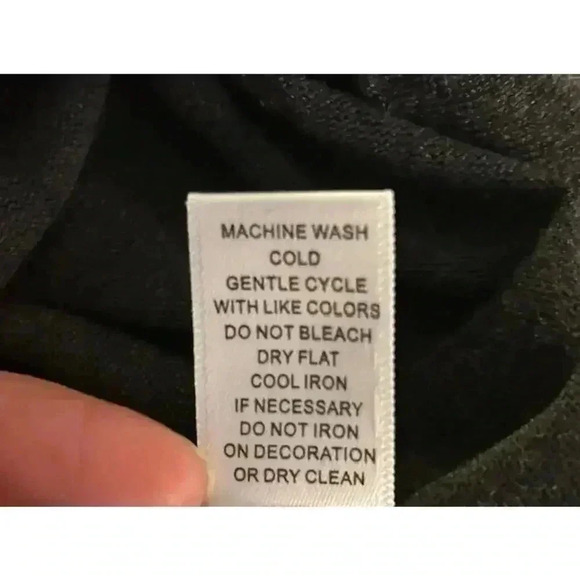 MACHINE WASH
COLD
GENTLE CYCLE
WITH LIKE COLORS
DO NOT BLEACH
DRY FLAT
COOL IRON
IF NECESSARY
DO NOT IRON
ON DECORATION
OR DRY CLEAN